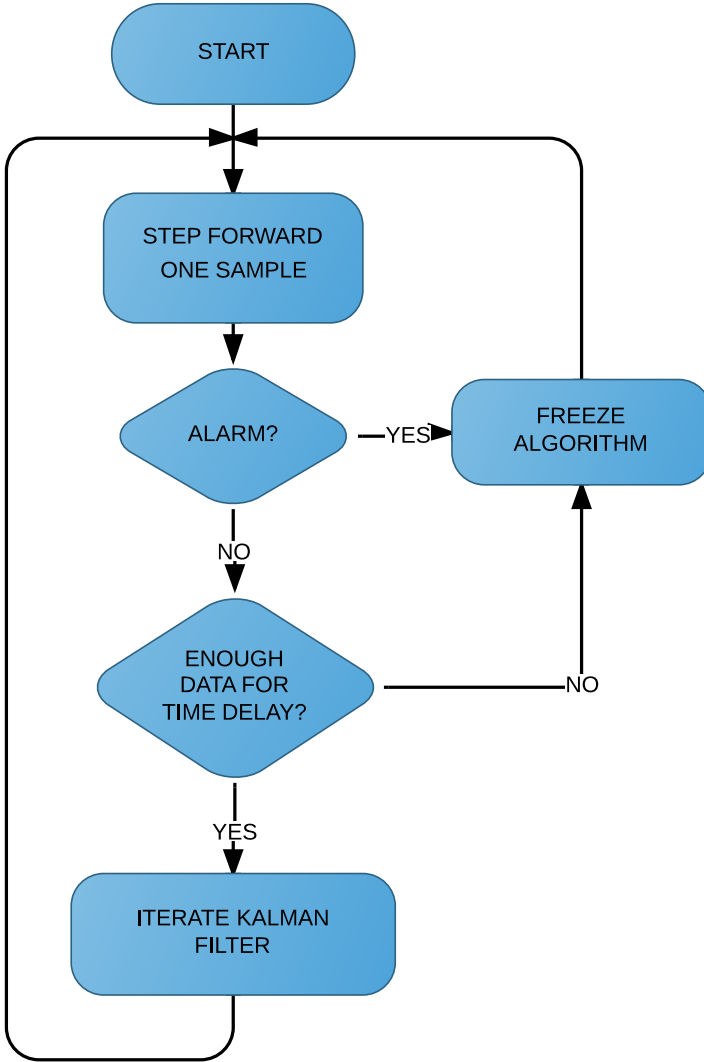 START
STEP FORWARD
ONE SAMPLE
ALARM?
YES
FREEZE
ALGORITHM
NO
ENOUGH
DATA FOR
TIME DELAY?
NO
YES
ITERATE KALMAN
FILTER